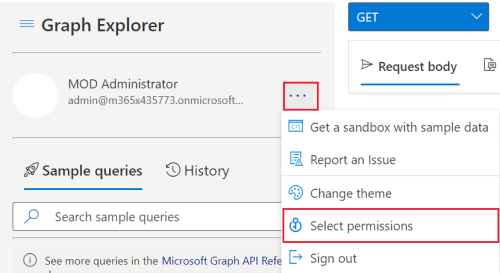 Graph Explorer
GET
MOD Administrator
admin@m365x435773.onmicrosoft...
...
Request body
Get a sandbox with sample data
Report an Issue
Change theme
Select permissions
Sign out
Sample queries
History
Search sample queries
See more queries in the Microsoft Graph API Refe